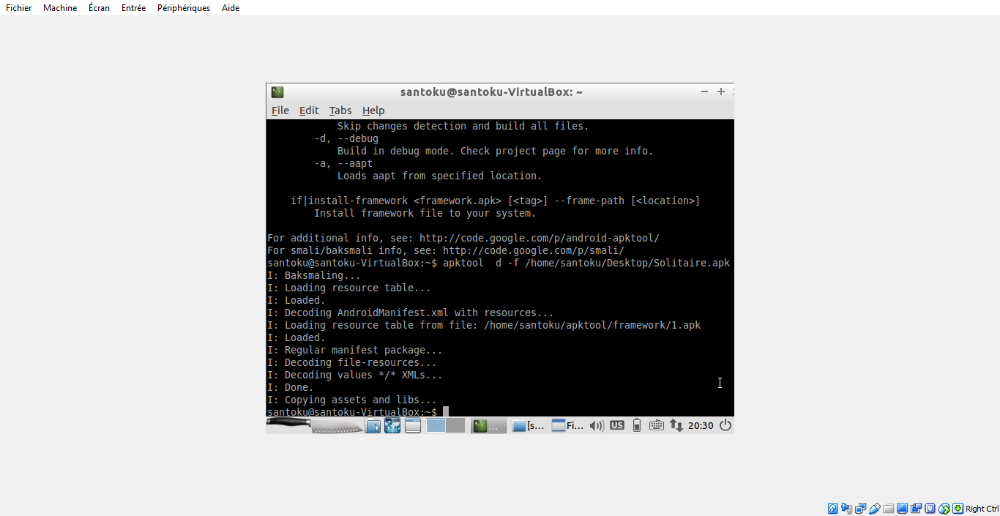 Fichier Machine Écran Entrée Périphériques Aide
santoku@santoku-VirtualBox: ~
File Edit Tabs Help
Skip changes detection and build all files.
-d, --debug
Build in debug mode. Check project page for more info.
-a, --aapt
Loads aapt from specified location.
if|install-framework <framework.apk> [<tag>] --frame-path [<location>]
Install framework file to your system.
For additional info, see: http://code.google.com/p/android-apktool/
For smali/baksmali info, see: http://code.google.com/p/smali/
santoku@santoku-VirtualBox:~$ apktool  d -f /home/santoku/Desktop/Solitaire.apk
I: Baksmaling...
I: Loading resource table...
I: Loaded.
I: Decoding AndroidManifest.xml with resources...
I: Loading resource table from file: /home/santoku/apktool/framework/1.apk
I: Loaded.
I: Regular manifest package...
I: Decoding file-resources...
I: Decoding values */* XMLs...
I: Done.
I: Copying assets and libs...
santoku@santoku-VirtualBox:~$
... [s... Fi... US 20:30
Right Ctrl